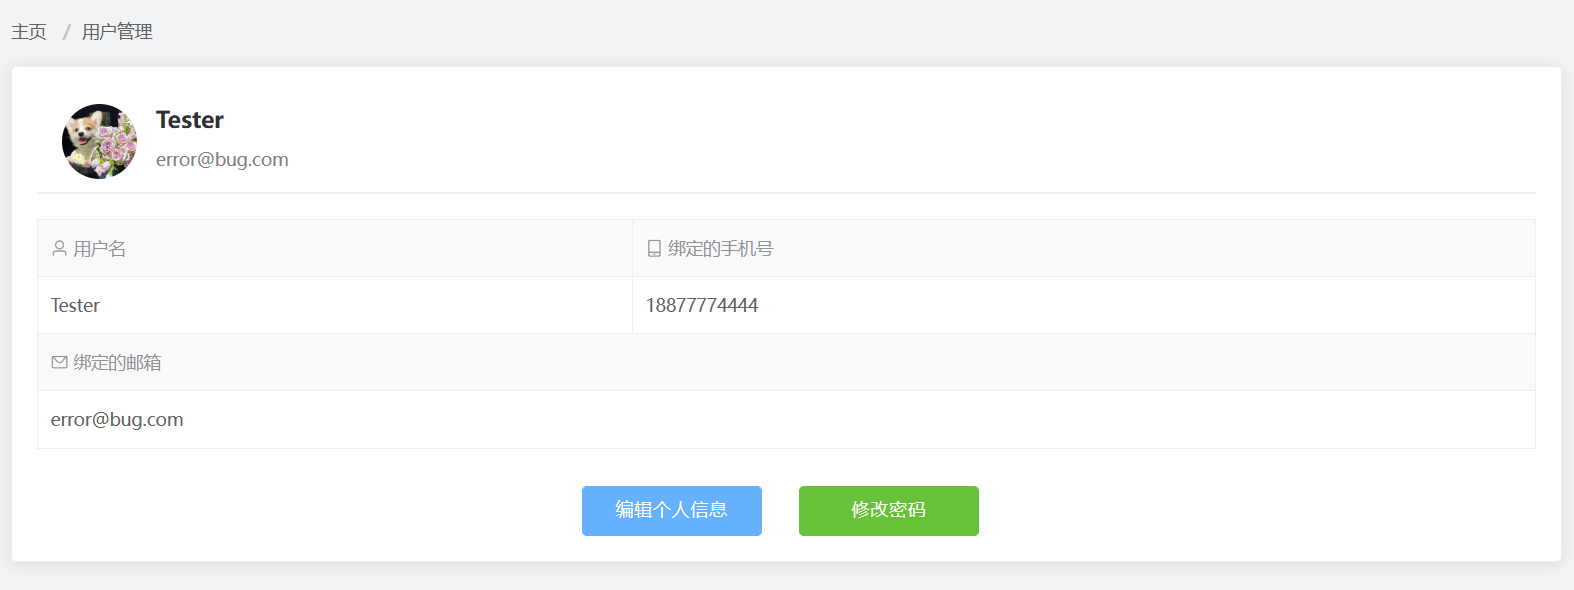 主页 / 用户管理
Tester
error@bug.com
用户名 绑定的手机号
Tester 18877774444
绑定的邮箱
error@bug.com
编辑个人信息 修改密码